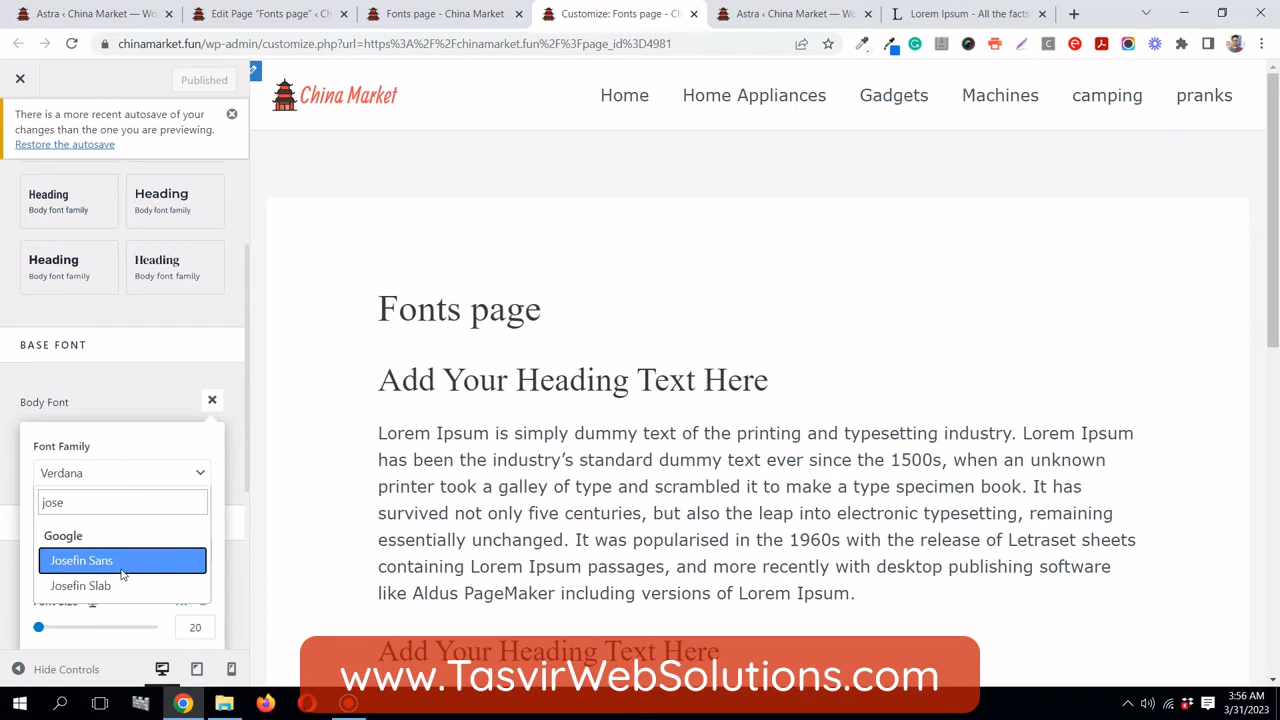 Astra ‹ China Market — Wo
Edit Page "Fonts page" ‹ C
Fonts page - China Market
Customize: Fonts page - Ch
Astra ‹ China Market — Wo
Lorem Ipsum - All the facts
chinamarket.fun/wp-admin/customize.php?url=https%3A%2F%2Fchinamarket.fun%2F%3Fpage_id%3D4981
Published
There is a more recent autosave of your
changes than the one you are previewing.
Restore the autosave
Heading
Body font family
Heading
Body font family
Heading
Body font family
Heading
Body font family
BASE FONT
Body Font
Font Family
Verdana
jose
Google
Josefin Sans
Josefin Slab
20
Hide Controls
China Market
Home
Home Appliances
Gadgets
Machines
camping
pranks
Fonts page
Add Your Heading Text Here
Lorem Ipsum is simply dummy text of the printing and typesetting industry. Lorem Ipsum
has been the industry's standard dummy text ever since the 1500s, when an unknown
printer took a galley of type and scrambled it to make a type specimen book. It has
survived not only five centuries, but also the leap into electronic typesetting, remaining
essentially unchanged. It was popularised in the 1960s with the release of Letraset sheets
containing Lorem Ipsum passages, and more recently with desktop publishing software
like Aldus PageMaker including versions of Lorem Ipsum.
Add Your Heading Text Here
www.TasvirWebSolutions.com
3:56 AM
3/31/2023